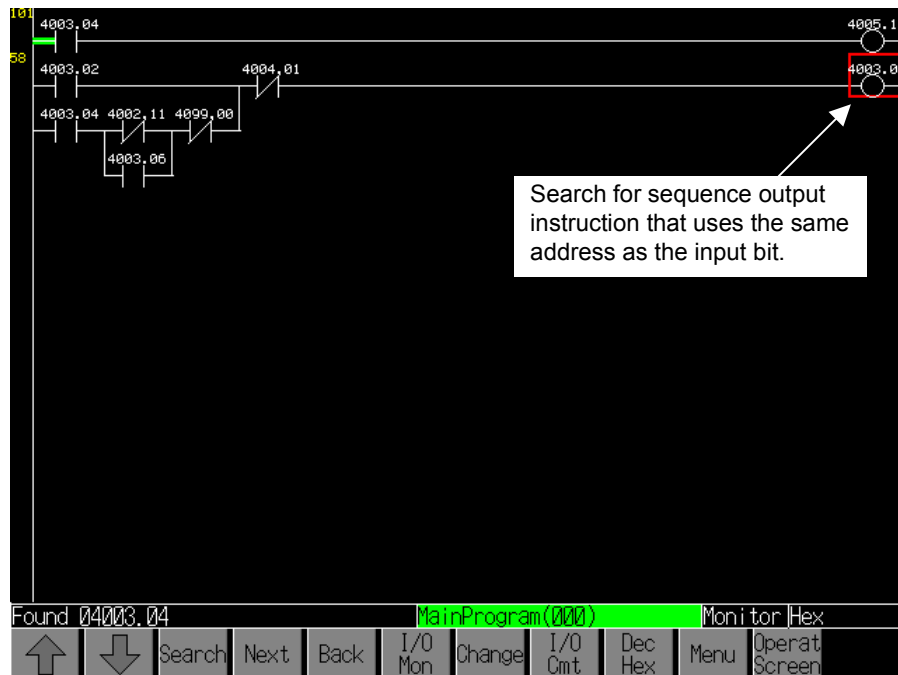 101
4003.04 4005.1
58
4003.02 4004,01 4003.0
4003.04 4002,11 4099,00
4003.06
Search for sequence output
instruction that uses the same
address as the input bit.
Found 04003.04 MainProgram(000) Monitor Hex
Search Next Back I/O Mon Change I/O Cmt Dec Hex Menu Operat Screen